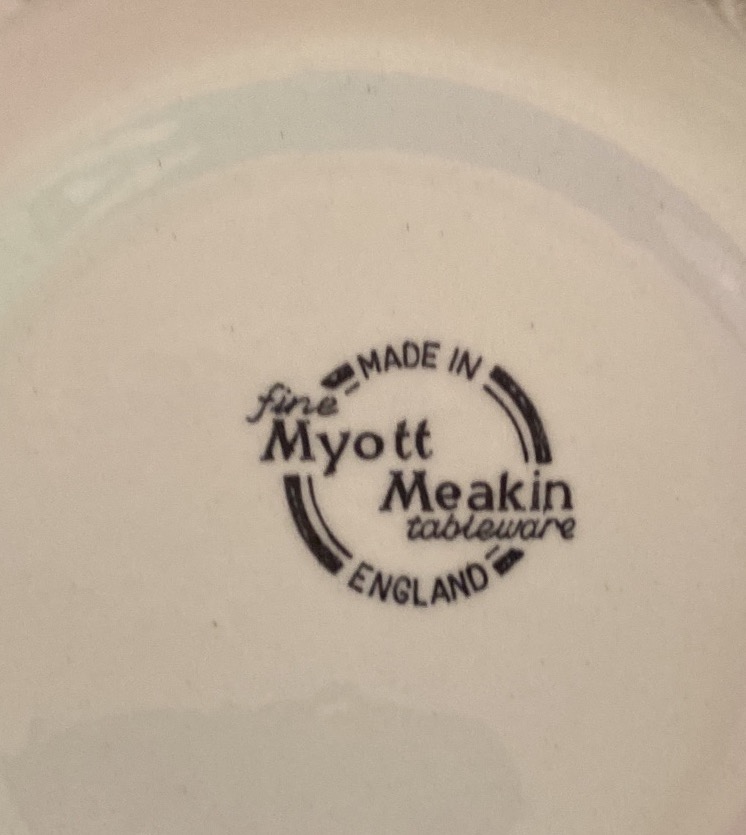 MADE IN
fine
Myott
Meakin
tableware
ENGLAND